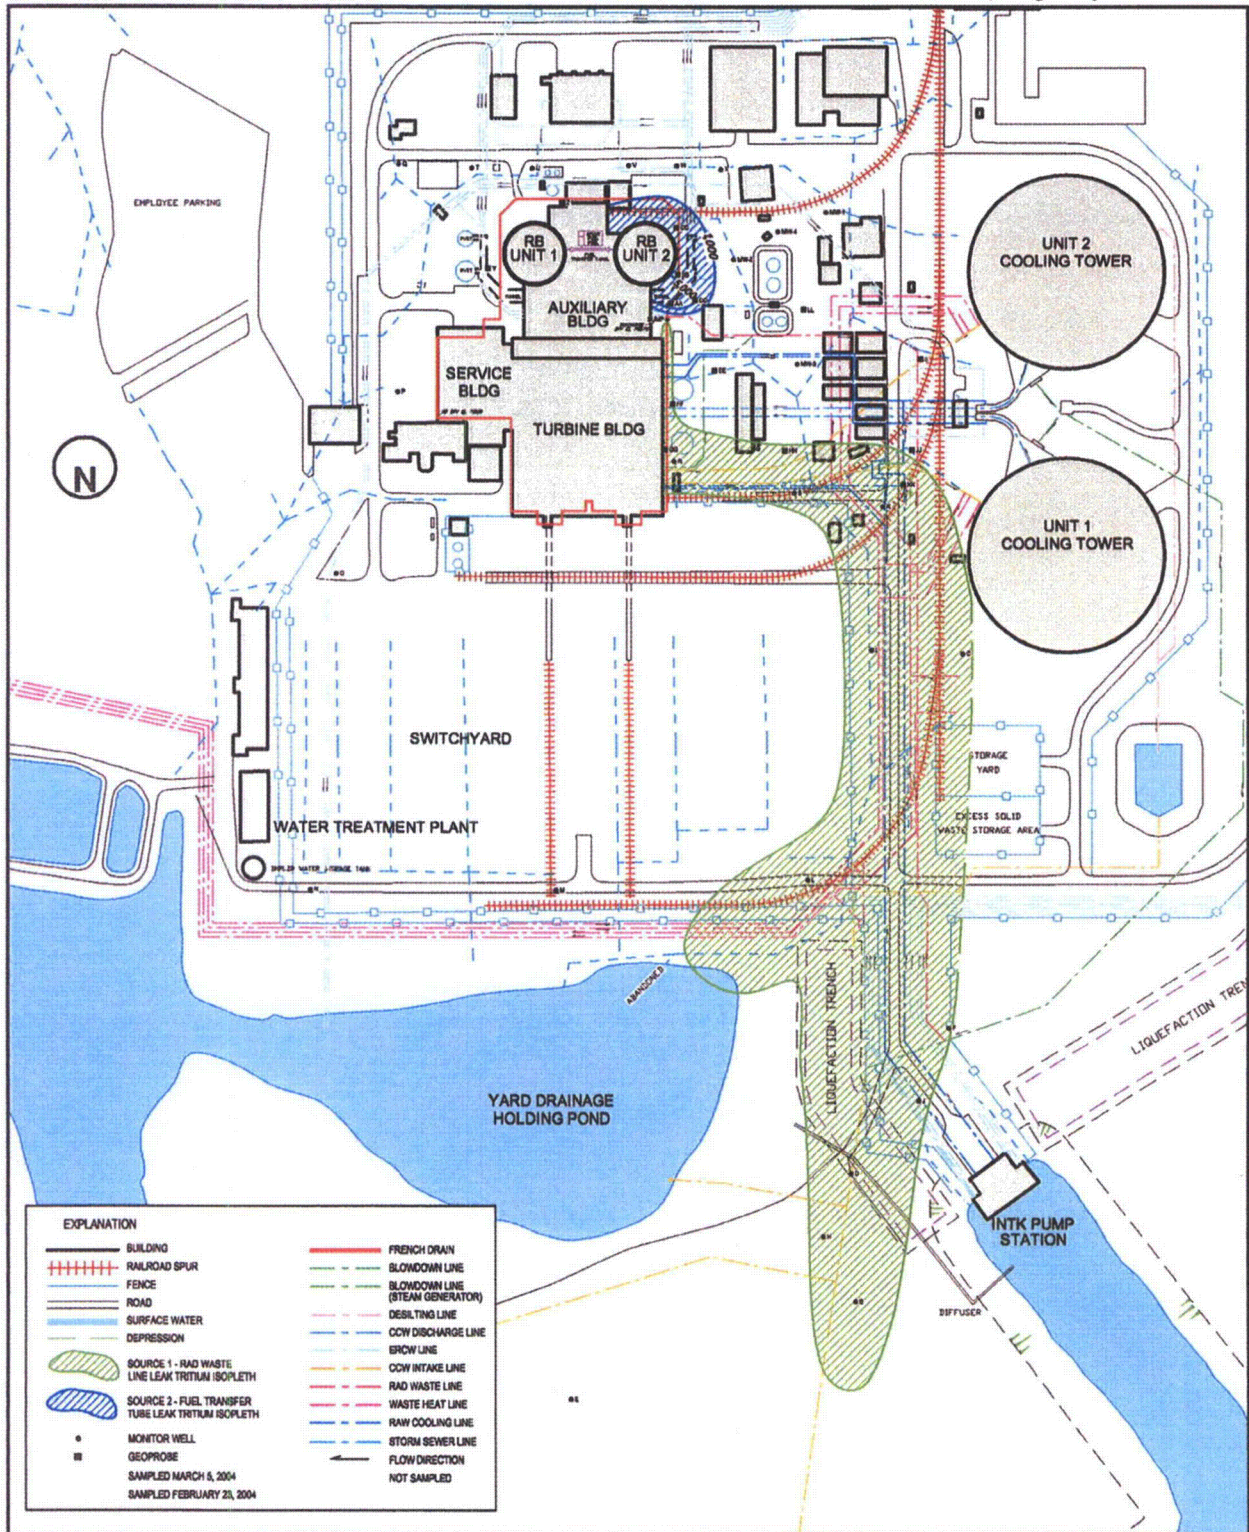 EMPLOYEE PARKING
RB
UNIT 1
RB
UNIT 2
1,000
AUXILIARY
BLDG
SERVICE
BLDG
TURBINE BLDG
UNIT 2
COOLING TOWER
UNIT 1
COOLING TOWER
N
SWITCHYARD
STORAGE
YARD
EXCESS SOLID
WASTE STORAGE AREA
WATER TREATMENT PLANT
ABANDONED
LIQUEFACTION TRENCH
LIQUEFACTION TREN
YARD DRAINAGE
HOLDING POND
INTK PUMP
STATION
DIFFUSER
EXPLANATION
BUILDING
RAILROAD SPUR
FENCE
ROAD
SURFACE WATER
DEPRESSION
SOURCE 1 - RAD WASTE
LINE LEAK TRITIUM ISOPLETH
SOURCE 2 - FUEL TRANSFER
TUBE LEAK TRITIUM ISOPLETH
MONITOR WELL
GEOPROBE
SAMPLED MARCH 5, 2004
SAMPLED FEBRUARY 23, 2004
FRENCH DRAIN
BLOWDOWN LINE
BLOWDOWN LINE
(STEAM GENERATOR)
DESILTING LINE
CCW DISCHARGE LINE
ERCW LINE
CCW INTAKE LINE
RAD WASTE LINE
WASTE HEAT LINE
RAW COOLING LINE
STORM SEWER LINE
FLOW DIRECTION
NOT SAMPLED